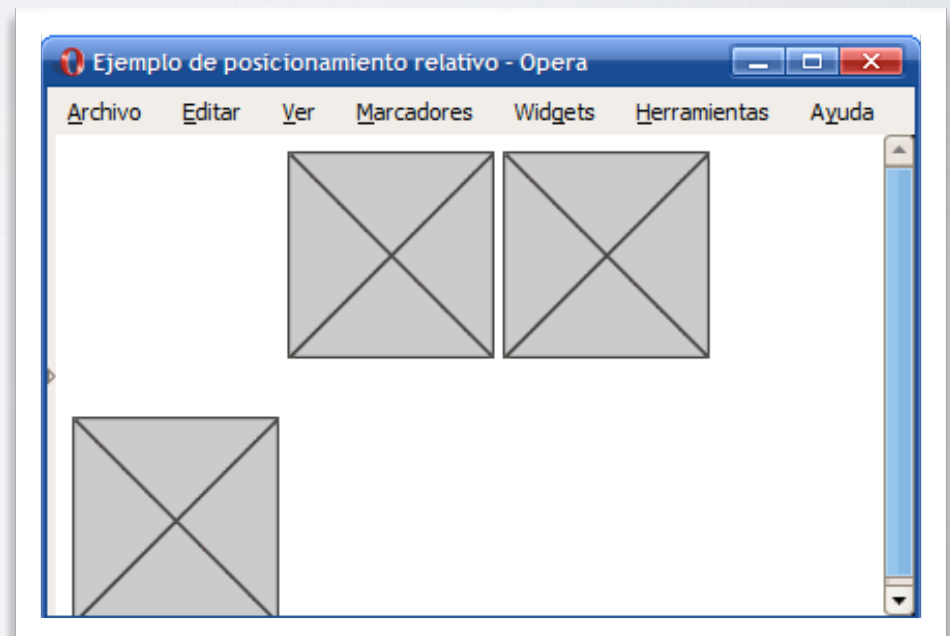 Ejemplo de posicionamiento relativo - Opera
Archivo Editar Ver Marcadores Widgets Herramientas Ayuda